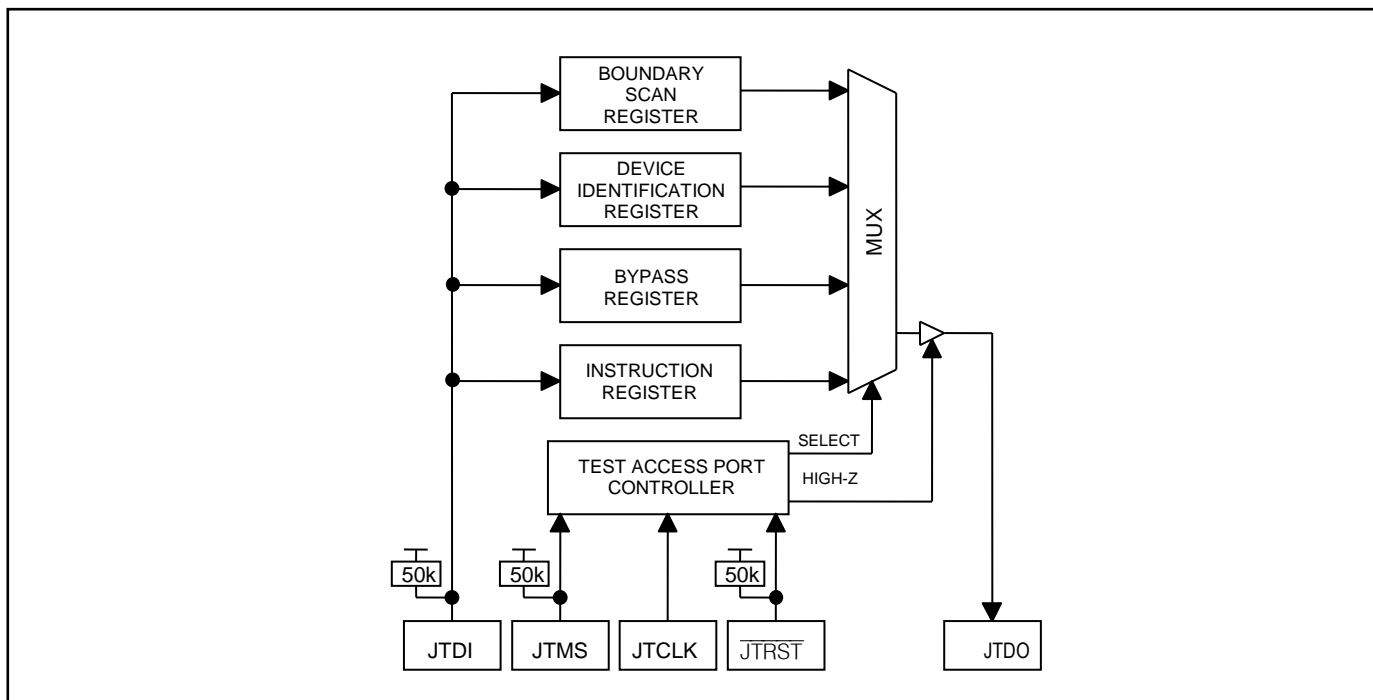 BOUNDARY
SCAN
REGISTER
DEVICE
IDENTIFICATION
REGISTER
MUX
BYPASS
REGISTER
INSTRUCTION
REGISTER
SELECT
TEST ACCESS PORT
CONTROLLER
HIGH-Z
50k
50k
50k
JTDI
JTMS
JTCLK
J̅T̅R̅S̅T̅
JTDO